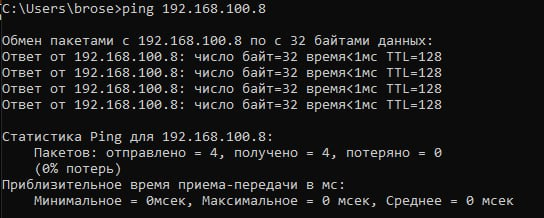 C:\Users\brose>ping 192.168.100.8
Обмен пакетами с 192.168.100.8 по с 32 байтами данных:
Ответ от 192.168.100.8: число байт=32 время<1мс TTL=128
Ответ от 192.168.100.8: число байт=32 время<1мс TTL=128
Ответ от 192.168.100.8: число байт=32 время<1мс TTL=128
Ответ от 192.168.100.8: число байт=32 время<1мс TTL=128
Статистика Ping для 192.168.100.8:
Пакетов: отправлено = 4, получено = 4, потеряно = 0
(0% потерь)
Приблизительное время приема-передачи в мс:
Минимальное = 0мсек, Максимальное = 0 мсек, Среднее = 0 мсек